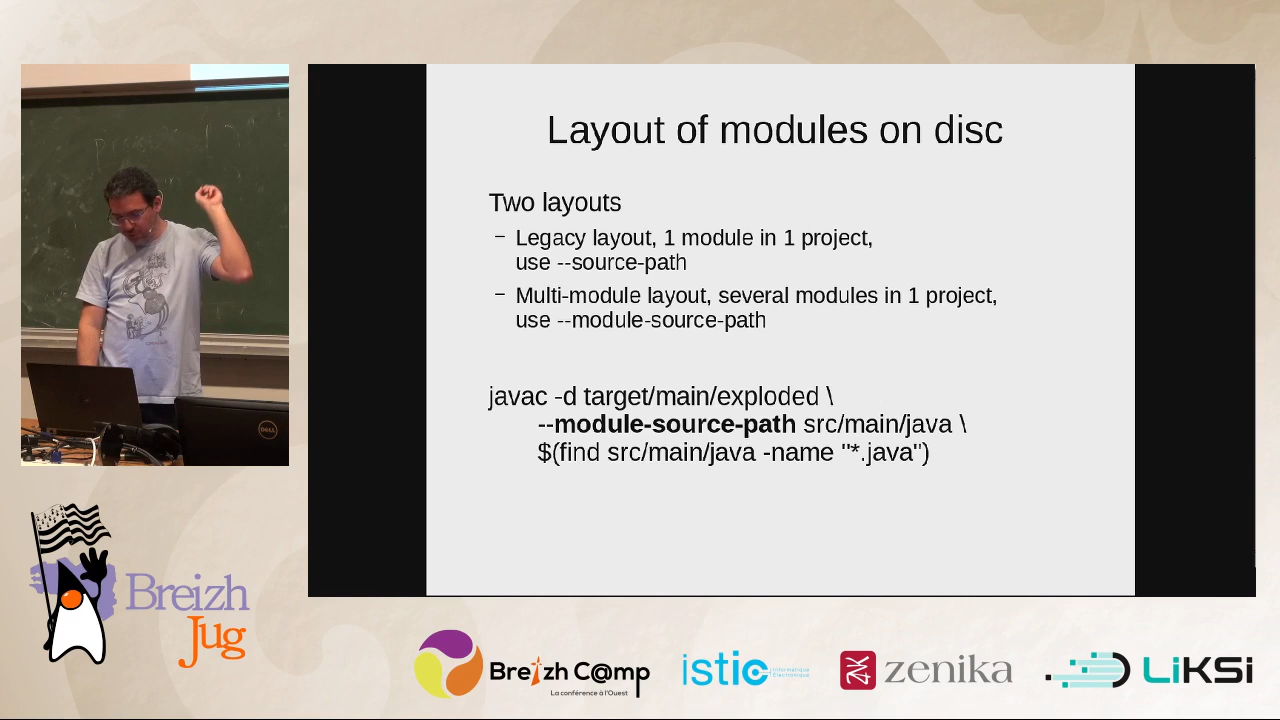 Layout of modules on disc
Two layouts
– Legacy layout, 1 module in 1 project,
use --source-path
– Multi-module layout, several modules in 1 project,
use --module-source-path
javac -d target/main/exploded \
--module-source-path src/main/java \
$(find src/main/java -name "*.java")
DELL
Breizh
Jug
Breizh C@mp
La conférence à l'Ouest
istic
Informatique
Électronique
zenika
LiKSi